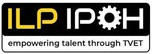 ILP IPOH
empowering talent through TVET